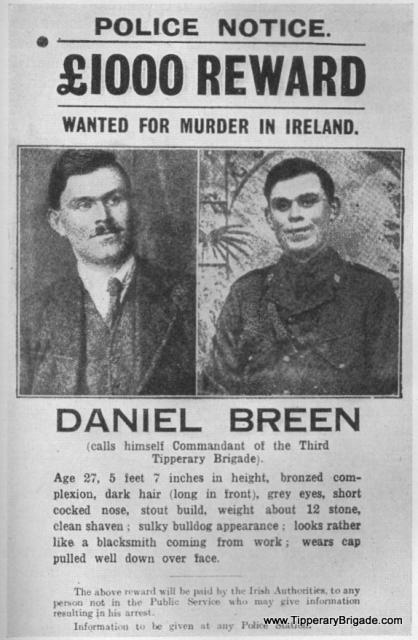 POLICE NOTICE.
£1000 REWARD
WANTED FOR MURDER IN IRELAND.
DANIEL BREEN
(calls himself Commandant of the Third
Tipperary Brigade).
Age 27, 5 feet 7 inches in height, bronzed com-
plexion, dark hair (long in front), grey eyes, short
cocked nose, stout build, weight about 12 stone,
clean shaven ; sulky bulldog appearance ; looks rather
like a blacksmith coming from work ; wears cap
pulled well down over face.
The above reward will be paid by the Irish Authorities, to any
person not in the Public Service who may give information
resulting in his arrest.
Information to be given at any Police Station.
www.TipperaryBrigade.com